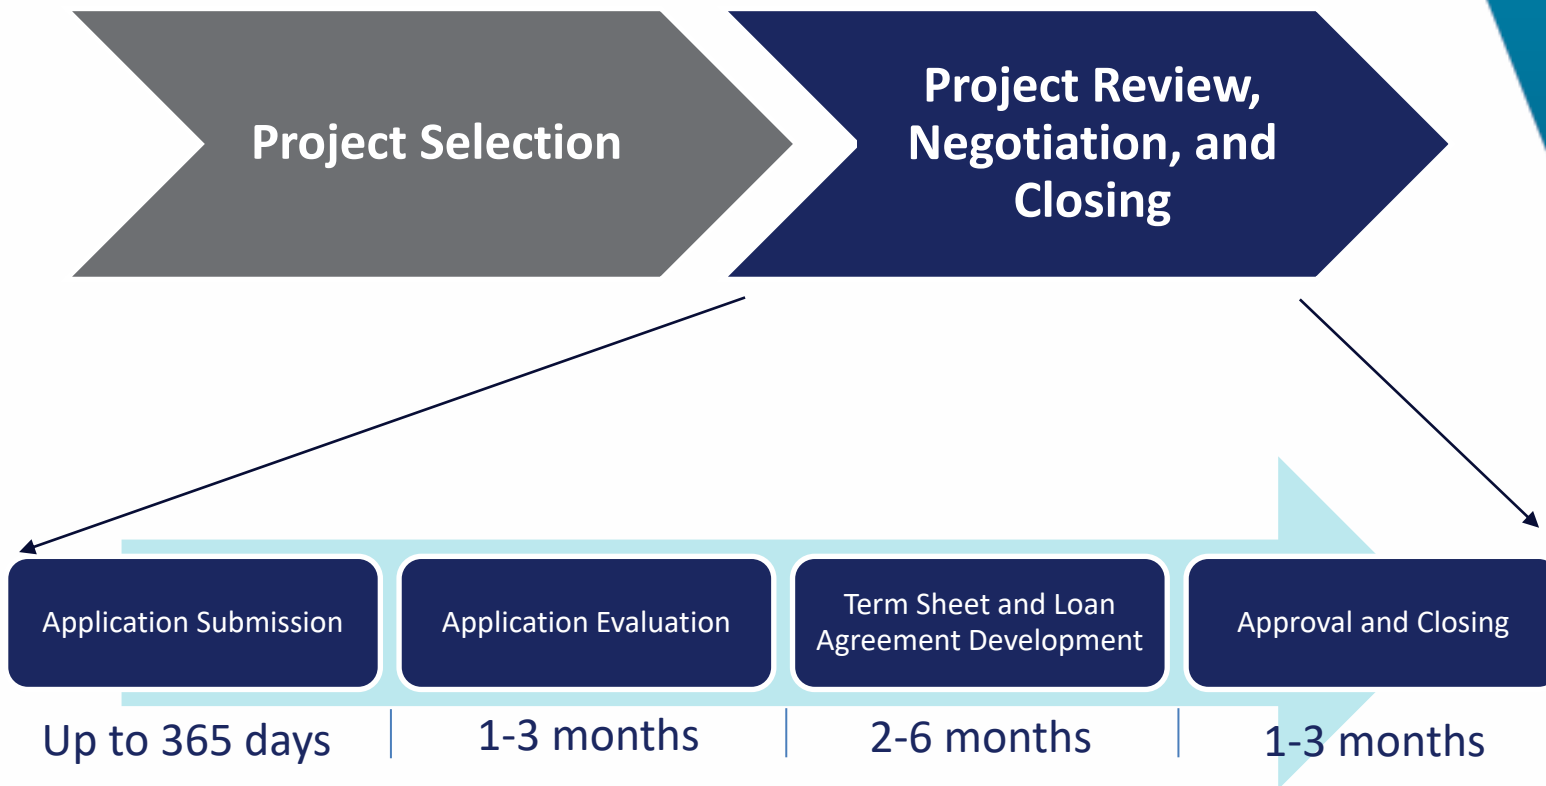 Project Selection
Project Review,
Negotiation, and
Closing
Application Submission
Application Evaluation
Term Sheet and Loan
Agreement Development
Approval and Closing
Up to 365 days
1-3 months
2-6 months
1-3 months